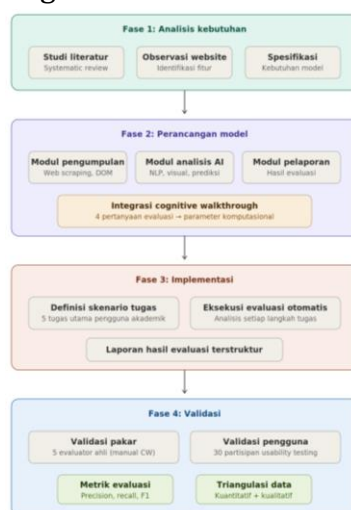 Fase 1: Analisis kebutuhan
Studi literatur
Systematic review
Observasi website
Identifikasi fitur
Spesifikasi
Kebutuhan model
Fase 2: Perancangan model
Modul pengumpulan
Web scraping, DOM
Modul analisis AI
NLP, visual, prediksi
Modul pelaporan
Hasil evaluasi
Integrasi cognitive walkthrough
4 pertanyaan evaluasi → parameter komputasional
Fase 3: Implementasi
Definisi skenario tugas
5 tugas utama pengguna akademik
Eksekusi evaluasi otomatis
Analisis setiap langkah tugas
Laporan hasil evaluasi terstruktur
Fase 4: Validasi
Validasi pakar
5 evaluator ahli (manual CW)
Validasi pengguna
30 partisipan usability testing
Metrik evaluasi
Precision, recall, F1
Triangulasi data
Kuantitatif + kualitatif